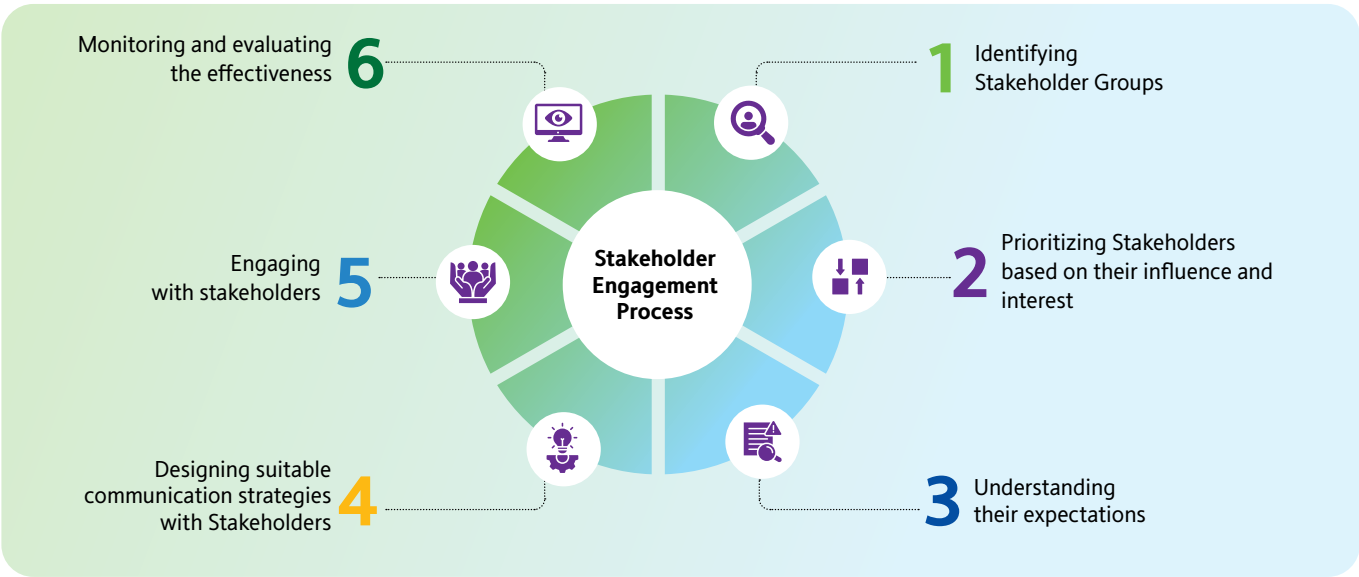 Stakeholder
Engagement
Process
1
Identifying
Stakeholder Groups
2
Prioritizing Stakeholders
based on their influence and
interest
3
Understanding
their expectations
4
Designing suitable
communication strategies
with Stakeholders
5
Engaging
with stakeholders
6
Monitoring and evaluating
the effectiveness